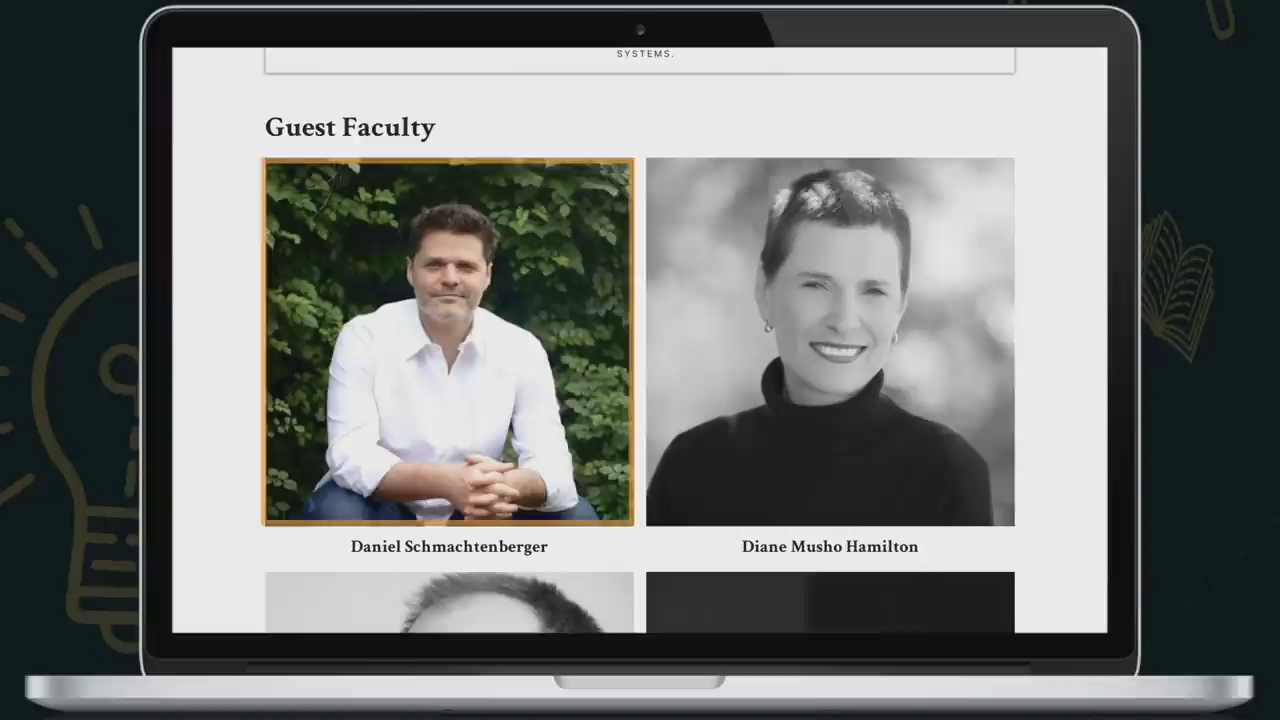 SYSTEMS.
Guest Faculty
Daniel Schmachtenberger
Diane Musho Hamilton